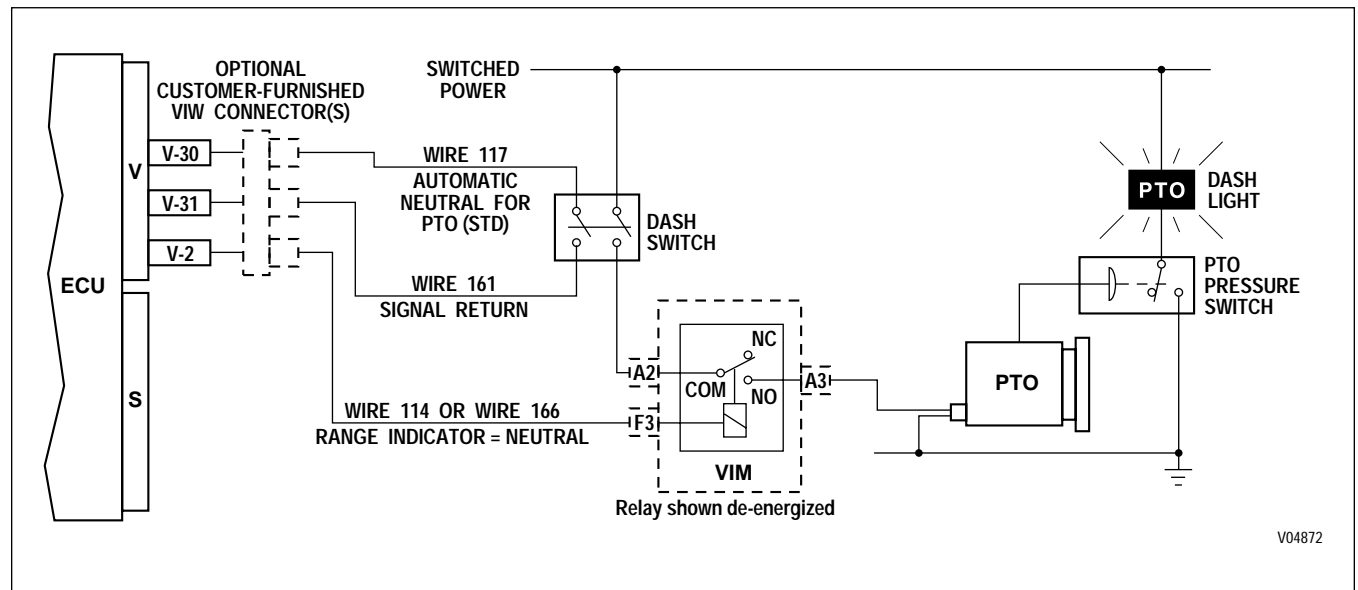 OPTIONAL
CUSTOMER-FURNISHED
VIW CONNECTOR(S)
SWITCHED
POWER
V
V-30
V-31
V-2
ECU
S
WIRE 117
AUTOMATIC
NEUTRAL FOR
PTO (STD)
DASH
SWITCH
WIRE 161
SIGNAL RETURN
PTO
DASH
LIGHT
PTO
PRESSURE
SWITCH
NC
A2
COM
NO
A3
PTO
WIRE 114 OR WIRE 166
F3
RANGE INDICATOR = NEUTRAL
VIM
Relay shown de-energized
V04872